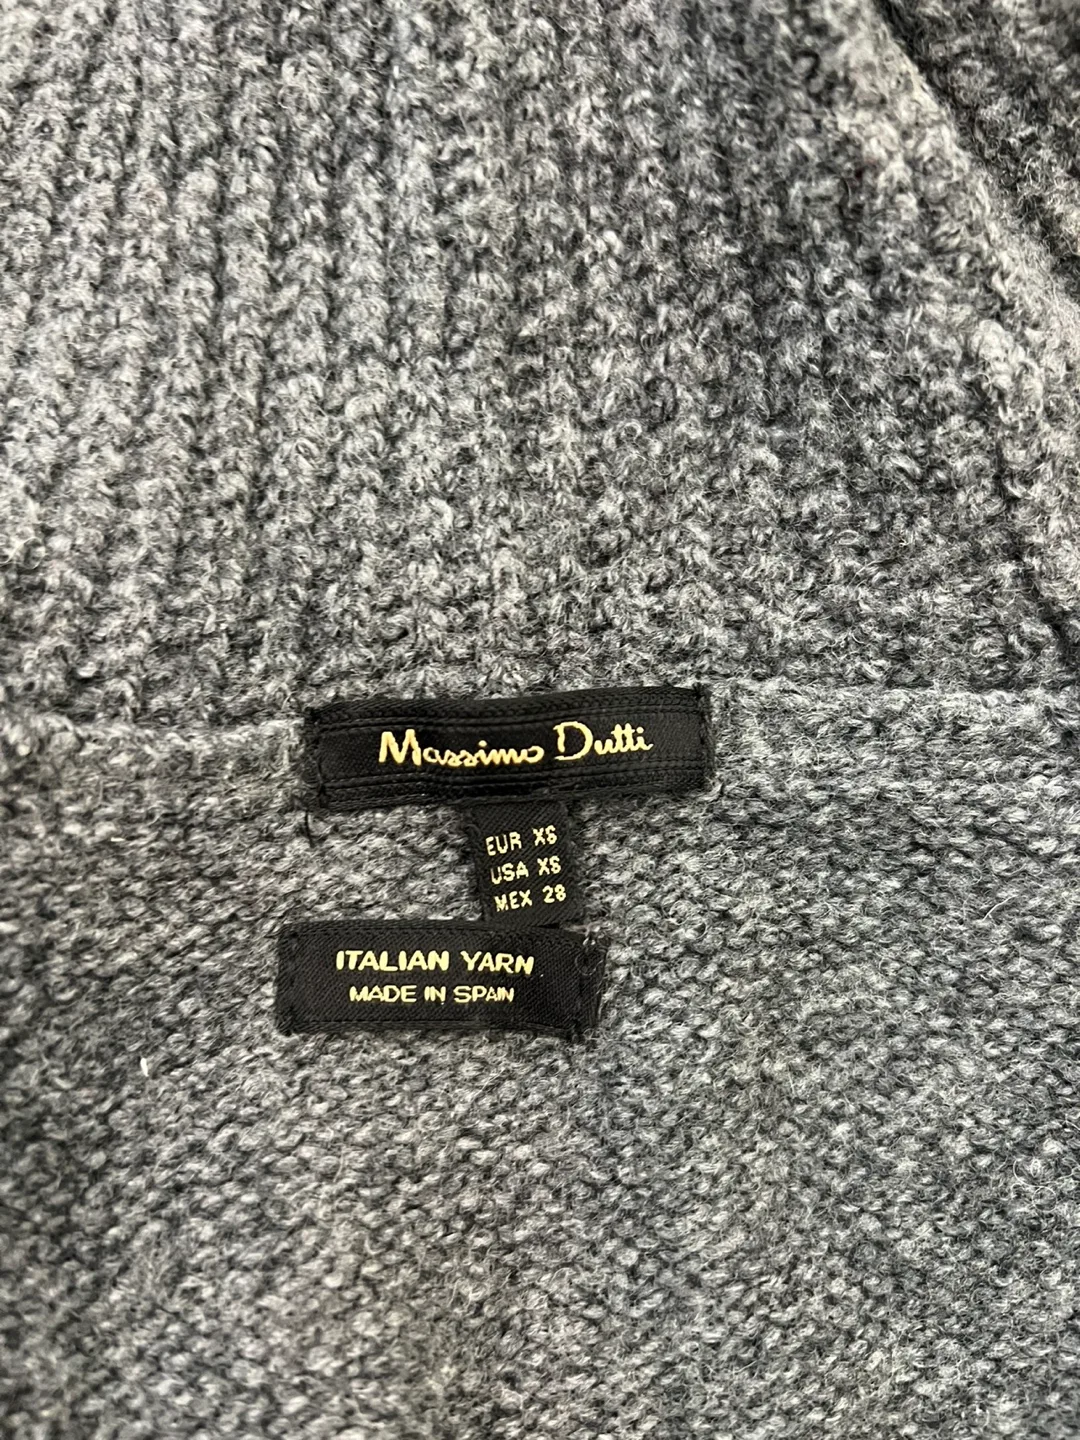 Massimo Dutti
EUR XS
USA XS
MEX 28
ITALIAN YARN
MADE IN SPAIN